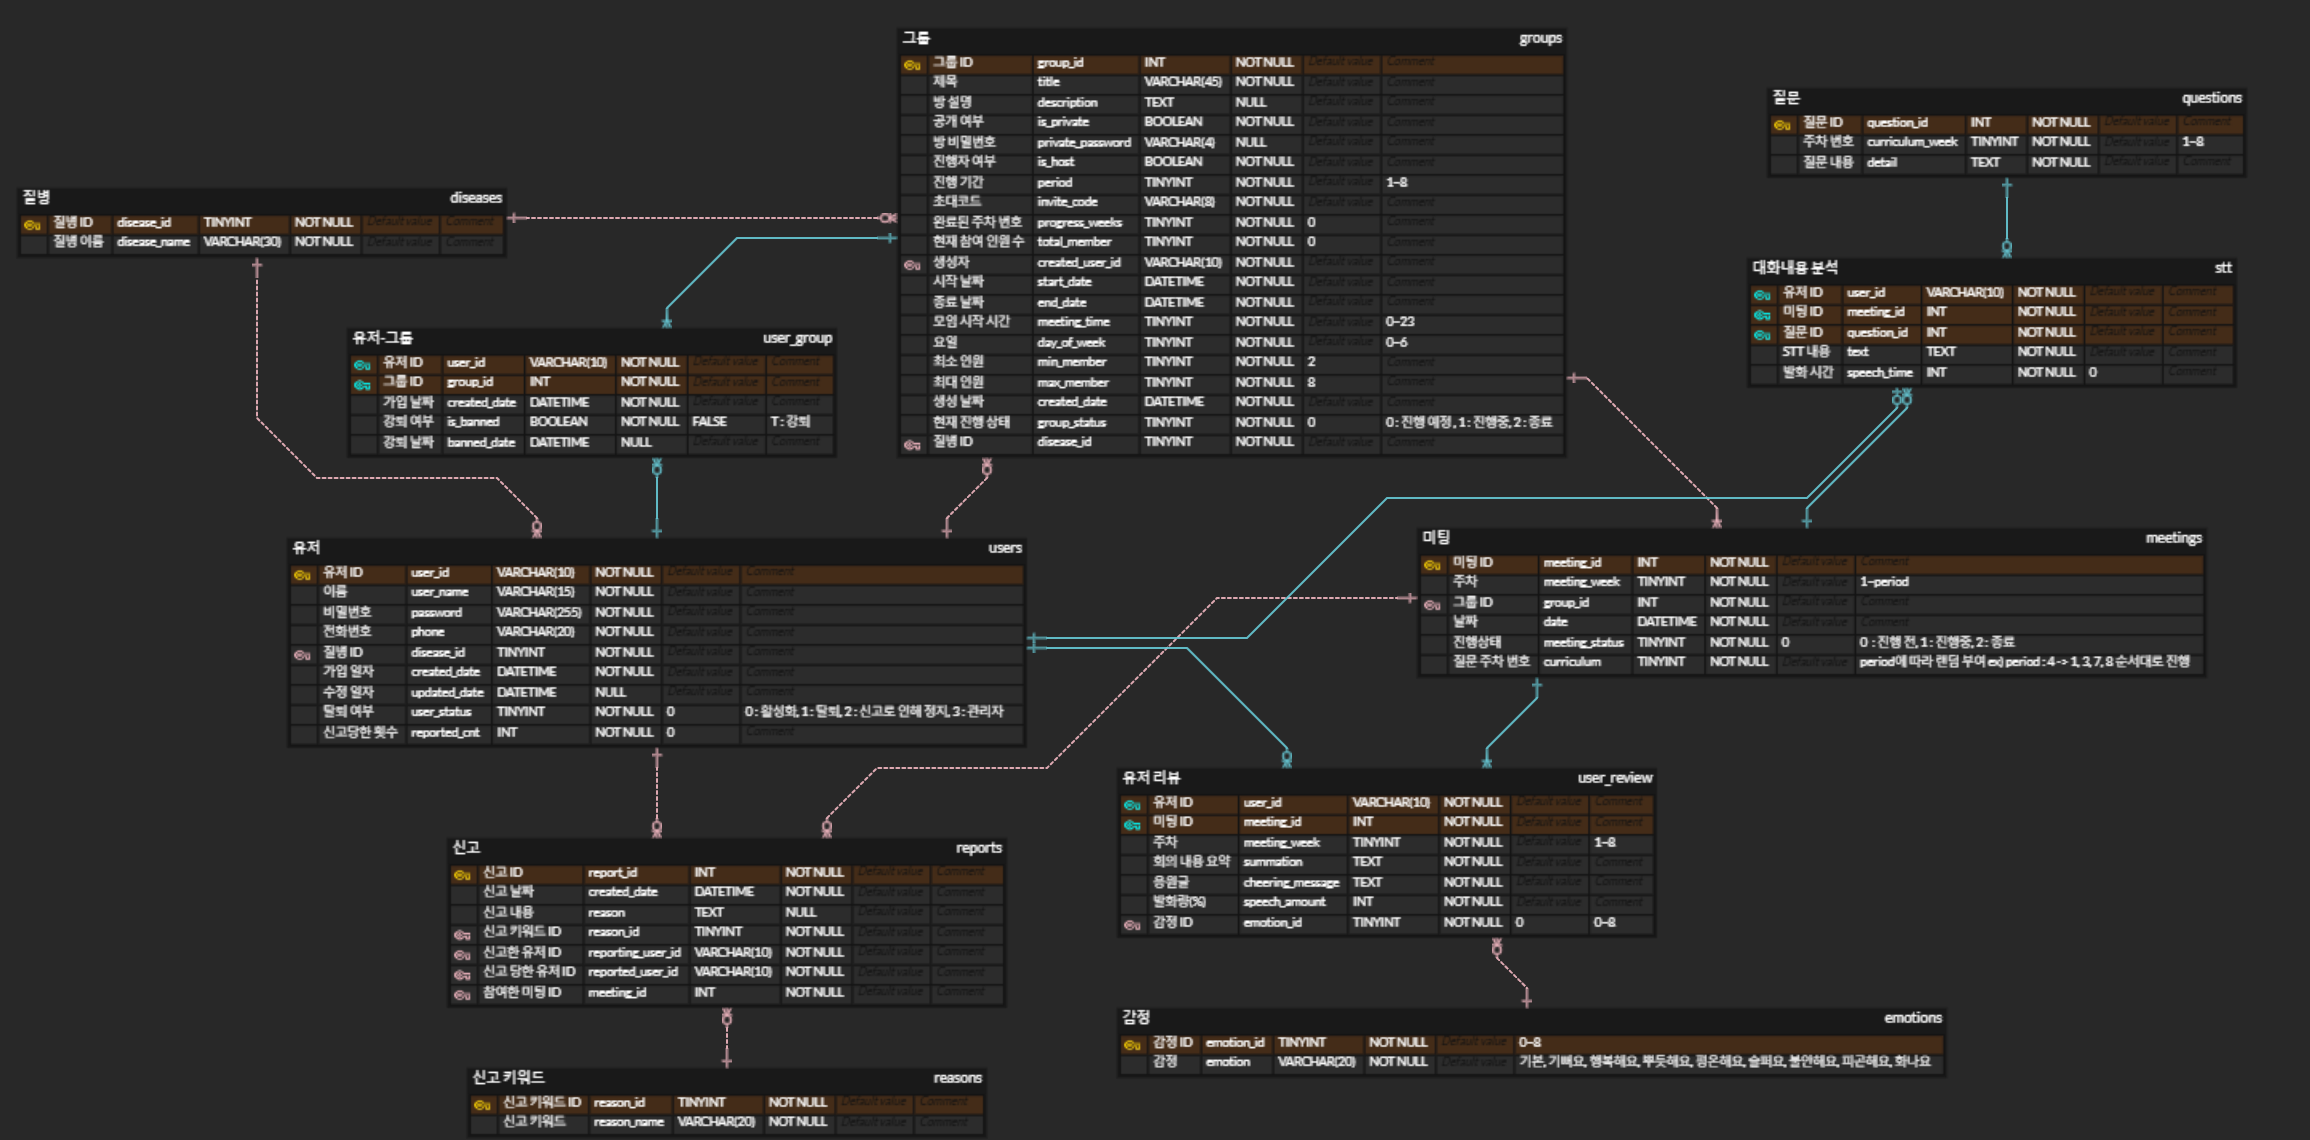 그룹 groups
그룹 ID group_id INT NOT NULL Default value Comment
제목 title VARCHAR(45) NOT NULL Default value Comment
방 설명 description TEXT NULL Default value Comment
공개 여부 is_private BOOLEAN NOT NULL Default value Comment
방 비밀번호 private_password VARCHAR(4) NULL Default value Comment
진행자 여부 is_host BOOLEAN NOT NULL Default value Comment
진행 기간 period TINYINT NOT NULL Default value 1~8
초대코드 invite_code VARCHAR(8) NOT NULL Default value Comment
완료된 주차 번호 progress_weeks TINYINT NOT NULL 0 Comment
현재 참여 인원 수 total_member TINYINT NOT NULL 0 Comment
생성자 created_user_id VARCHAR(10) NOT NULL Default value Comment
시작 날짜 start_date DATETIME NOT NULL Default value Comment
종료 날짜 end_date DATETIME NOT NULL Default value Comment
모임 시작 시간 meeting_time TINYINT NOT NULL Default value 0~23
요일 day_of_week TINYINT NOT NULL Default value 0~6
최소 인원 min_member TINYINT NOT NULL 2 Comment
최대 인원 max_member TINYINT NOT NULL 8 Comment
생성 날짜 created_date DATETIME NOT NULL Default value Comment
현재 진행 상태 group_status TINYINT NOT NULL 0 0 : 진행 예정, 1 : 진행중, 2 : 종료
질병 ID disease_id TINYINT NOT NULL Default value Comment
질문 questions
질문 ID question_id INT NOT NULL Default value Comment
주차 번호 curriculum_week TINYINT NOT NULL Default value 1~8
질문 내용 detail TEXT NOT NULL Default value Comment
질병 diseases
질병 ID disease_id TINYINT NOT NULL Default value Comment
질병 이름 disease_name VARCHAR(30) NOT NULL Default value Comment
대화내용 분석 stt
유저 ID user_id VARCHAR(10) NOT NULL Default value Comment
미팅 ID meeting_id INT NOT NULL Default value Comment
질문 ID question_id INT NOT NULL Default value Comment
STT 내용 text TEXT NOT NULL Default value Comment
발화 시간 speech_time INT NOT NULL 0 Comment
유저-그룹 user_group
유저 ID user_id VARCHAR(10) NOT NULL Default value Comment
그룹 ID group_id INT NOT NULL Default value Comment
가입 날짜 created_date DATETIME NOT NULL Default value Comment
강퇴 여부 is_banned BOOLEAN NOT NULL FALSE T : 강퇴
강퇴 날짜 banned_date DATETIME NULL Default value Comment
유저 users
유저 ID user_id VARCHAR(10) NOT NULL Default value Comment
이름 user_name VARCHAR(15) NOT NULL Default value Comment
비밀번호 password VARCHAR(255) NOT NULL Default value Comment
전화번호 phone VARCHAR(20) NOT NULL Default value Comment
질병 ID disease_id TINYINT NOT NULL Default value Comment
가입 일자 created_date DATETIME NOT NULL Default value Comment
수정 일자 updated_date DATETIME NULL Default value Comment
탈퇴 여부 user_status TINYINT NOT NULL 0 0 : 활성화, 1 : 탈퇴, 2 : 신고로 인해 정지, 3 : 관리자
신고당한 횟수 reported_cnt INT NOT NULL 0 Comment
미팅 meetings
미팅 ID meeting_id INT NOT NULL Default value Comment
주차 meeting_week TINYINT NOT NULL Default value 1~period
그룹 ID group_id INT NOT NULL Default value Comment
날짜 date DATETIME NOT NULL Default value Comment
진행상태 meeting_status TINYINT NOT NULL 0 0 : 진행 전, 1 : 진행중, 2 : 종료
질문 주차 번호 curriculum TINYINT NOT NULL Default value period에 따라 랜덤 부여 ex) period : 4 -> 1, 3, 7, 8 순서대로 진행
유저 리뷰 user_review
유저 ID user_id VARCHAR(10) NOT NULL Default value Comment
미팅 ID meeting_id INT NOT NULL Default value Comment
주차 meeting_week TINYINT NOT NULL Default value 1~8
회의 내용 요약 summation TEXT NOT NULL Default value Comment
응원글 cheering_message TEXT NOT NULL Default value Comment
발화량(%) speech_amount INT NOT NULL Default value Comment
감정 ID emotion_id TINYINT NOT NULL 0 0~8
신고 reports
신고 ID report_id INT NOT NULL Default value Comment
신고 날짜 created_date DATETIME NOT NULL Default value Comment
신고 내용 reason TEXT NULL Default value Comment
신고 키워드 ID reason_id TINYINT NOT NULL Default value Comment
신고한 유저 ID reporting_user_id VARCHAR(10) NOT NULL Default value Comment
신고 당한 유저 ID reported_user_id VARCHAR(10) NOT NULL Default value Comment
참여한 미팅 ID meeting_id INT NOT NULL Default value Comment
감정 emotions
감정 ID emotion_id TINYINT NOT NULL Default value 0~8
감정 emotion VARCHAR(20) NOT NULL Default value 기본, 기뻐요, 행복해요, 뿌듯해요, 평온해요, 슬퍼요, 불안해요, 피곤해요, 화나요
신고 키워드 reasons
신고 키워드 ID reason_id TINYINT NOT NULL Default value Comment
신고 키워드 reason_name VARCHAR(20) NOT NULL Default value Comment